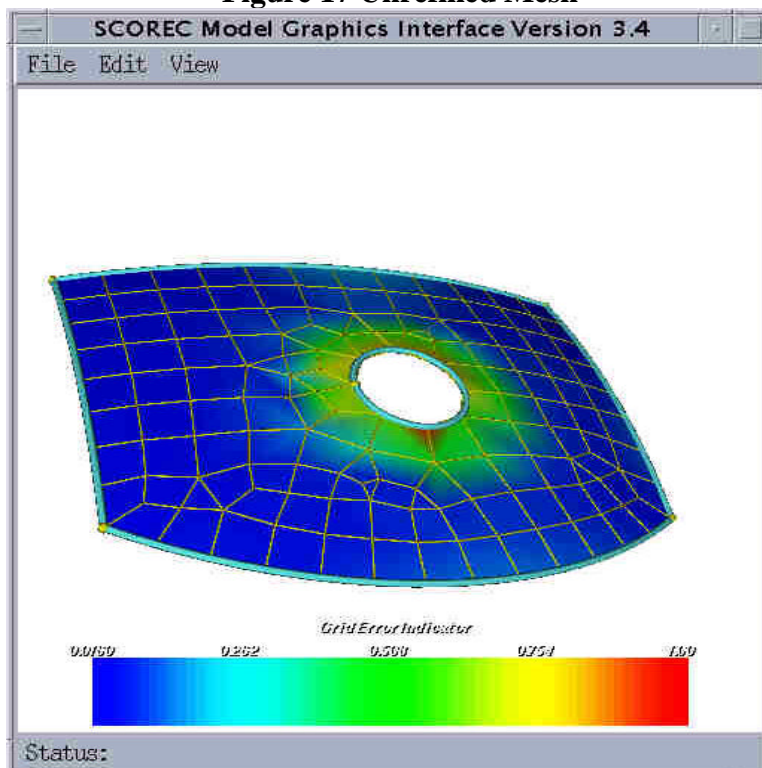 Figure 17 Unrefined Mesh
SCOREC Model Graphics Interface Version 3.4
File Edit View
Grid Error Indicator
0.0160 0.262 0.508 0.754 1.00
Status: